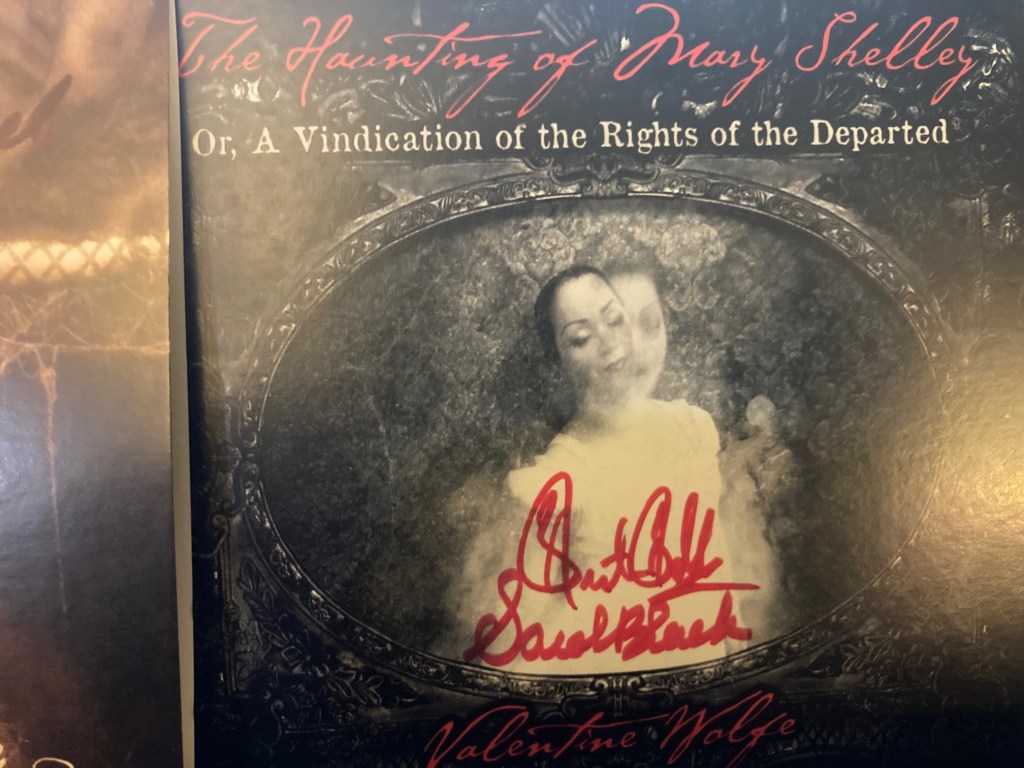 The Haunting of Mary Shelley
Or, A Vindication of the Rights of the Departed
Sarah Black
Valentine Wolfe